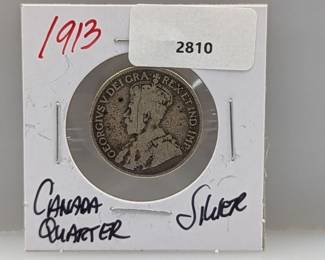 1913
2810
GEORGIVS V DEI GRA: REX ET IND: IMP:
CANADA
QUARTER
SILVER